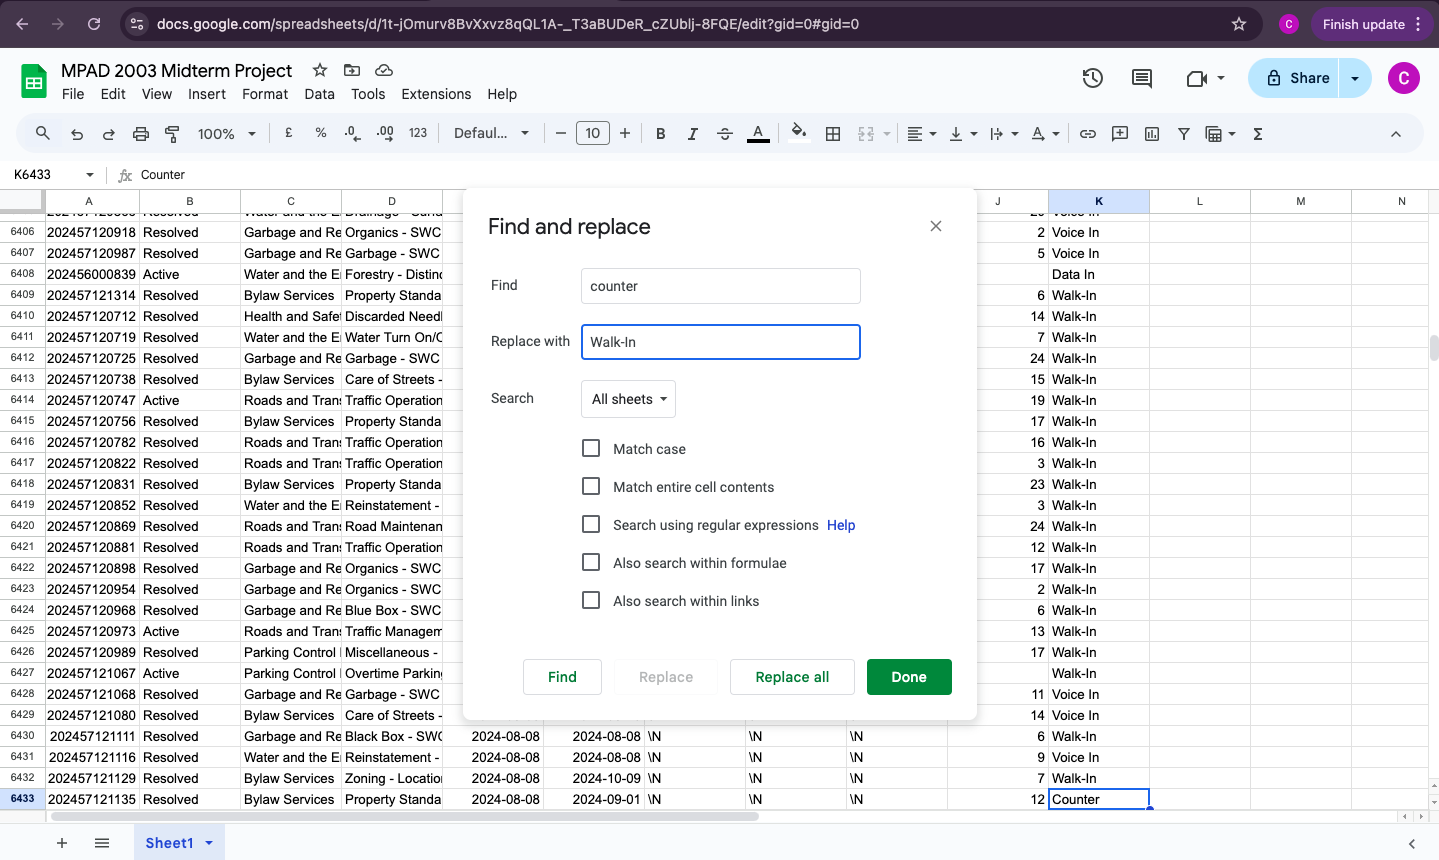 docs.google.com/spreadsheets/d/1t-jOmurv8BvXxvz8qQL1A-_T3aBUDeR_cZUblj-8FQE/edit?gid=0#gid=0
C
Finish update
MPAD 2003 Midterm Project
File Edit View Insert Format Data Tools Extensions Help
Share
C
100%
£ % .0 .00 123
Defaul...
10
B I A
K6433
fx Counter
A B C D J K L M N
6406 202457120918 Resolved Garbage and Re Organics - SWC 2 Voice In
6407 202457120987 Resolved Garbage and Re Garbage - SWC 5 Voice In
6408 202456000839 Active Water and the E Forestry - Distinc Data In
6409 202457121314 Resolved Bylaw Services Property Standa 6 Walk-In
6410 202457120712 Resolved Health and Safe Discarded Need 14 Walk-In
6411 202457120719 Resolved Water and the E Water Turn On/O 7 Walk-In
6412 202457120725 Resolved Garbage and Re Garbage - SWC 24 Walk-In
6413 202457120738 Resolved Bylaw Services Care of Streets - 15 Walk-In
6414 202457120747 Active Roads and Tran Traffic Operation 19 Walk-In
6415 202457120756 Resolved Bylaw Services Property Standa 17 Walk-In
6416 202457120782 Resolved Roads and Tran Traffic Operation 16 Walk-In
6417 202457120822 Resolved Roads and Tran Traffic Operation 3 Walk-In
6418 202457120831 Resolved Bylaw Services Property Standa 23 Walk-In
6419 202457120852 Resolved Water and the E Reinstatement - 3 Walk-In
6420 202457120869 Resolved Roads and Tran Road Maintenan 24 Walk-In
6421 202457120881 Resolved Roads and Tran Traffic Operation 12 Walk-In
6422 202457120898 Resolved Garbage and Re Organics - SWC 17 Walk-In
6423 202457120954 Resolved Garbage and Re Organics - SWC 2 Walk-In
6424 202457120968 Resolved Garbage and Re Blue Box - SWC 6 Walk-In
6425 202457120973 Active Roads and Tran Traffic Managem 13 Walk-In
6426 202457120989 Resolved Parking Control Miscellaneous - 17 Walk-In
6427 202457121067 Active Parking Control Overtime Parkin Walk-In
6428 202457121068 Resolved Garbage and Re Garbage - SWC 11 Voice In
6429 202457121080 Resolved Bylaw Services Care of Streets - 14 Voice In
6430 202457121111 Resolved Garbage and Re Black Box - SWC 2024-08-08 2024-08-08 \N \N \N 6 Walk-In
6431 202457121116 Resolved Water and the E Reinstatement - 2024-08-08 2024-08-08 \N \N \N 9 Voice In
6432 202457121129 Resolved Bylaw Services Zoning - Locatio 2024-08-08 2024-10-09 \N \N \N 7 Walk-In
6433 202457121135 Resolved Bylaw Services Property Standa 2024-08-08 2024-09-01 \N \N \N 12 Counter
Find and replace
Find counter
Replace with Walk-In
Search All sheets
Match case
Match entire cell contents
Search using regular expressions Help
Also search within formulae
Also search within links
Find Replace Replace all Done
Sheet1